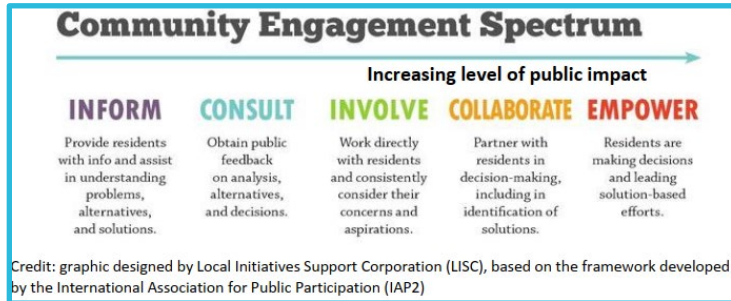 Community Engagement Spectrum
Increasing level of public impact
INFORM
Provide residents
with info and assist
in understanding
problems,
alternatives,
and solutions.
CONSULT
Obtain public
feedback
on analysis,
alternatives,
and decisions.
INVOLVE
Work directly
with residents
and consistently
consider their
concerns and
aspirations.
COLLABORATE
Partner with
residents in
decision-making,
including in
identification of
solutions.
EMPOWER
Residents are
making decisions
and leading
solution-based
efforts.
Credit: graphic designed by Local Initiatives Support Corporation (LISC), based on the framework developed
by the International Association for Public Participation (IAP2)